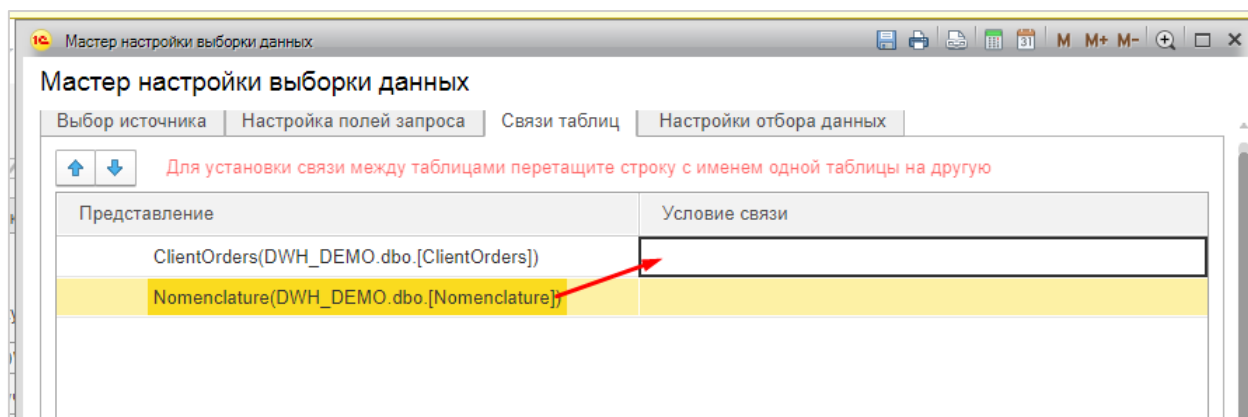 1С Мастер настройки выборки данных 31 M M+ M-
Мастер настройки выборки данных
Выбор источника Настройка полей запроса Связи таблиц Настройки отбора данных
Для установки связи между таблицами перетащите строку с именем одной таблицы на другую
Представление Условие связи
ClientOrders(DWH_DEMO.dbo.[ClientOrders])
Nomenclature(DWH_DEMO.dbo.[Nomenclature])